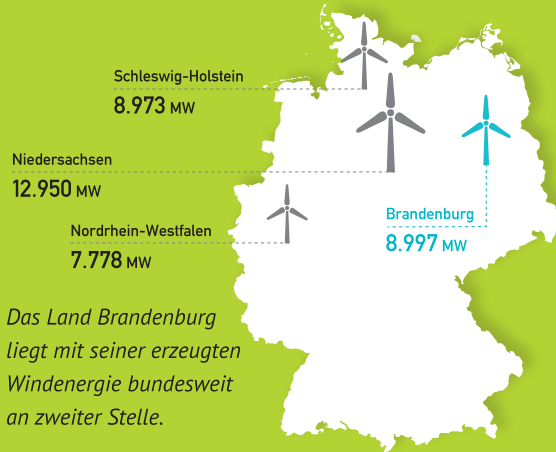 Schleswig-Holstein
8.973 MW
Niedersachsen
12.950 MW
Nordrhein-Westfalen
7.778 MW
Brandenburg
8.997 MW
Das Land Brandenburg
liegt mit seiner erzeugten
Windenergie bundesweit
an zweiter Stelle.